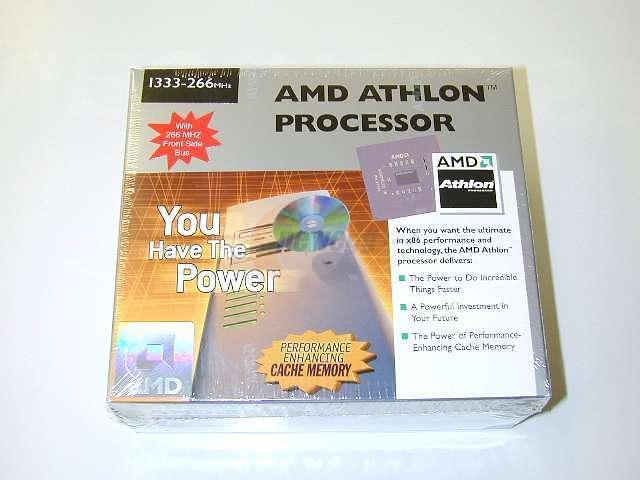 1333-266MHz
AMD ATHLON™
PROCESSOR
With
266 MHZ
Front Side
Bus
AMD
AMD
Athlon
PROCESSOR
You
Have The
Power
When you want the ultimate
in x86 performance and
technology, the AMD Athlon™
processor delivers:
The Power to Do Incredible
Things Faster
A Powerful Investment in
Your Future
The Power of Performance-
Enhancing Cache Memory
PERFORMANCE
ENHANCING
CACHE MEMORY
AMD